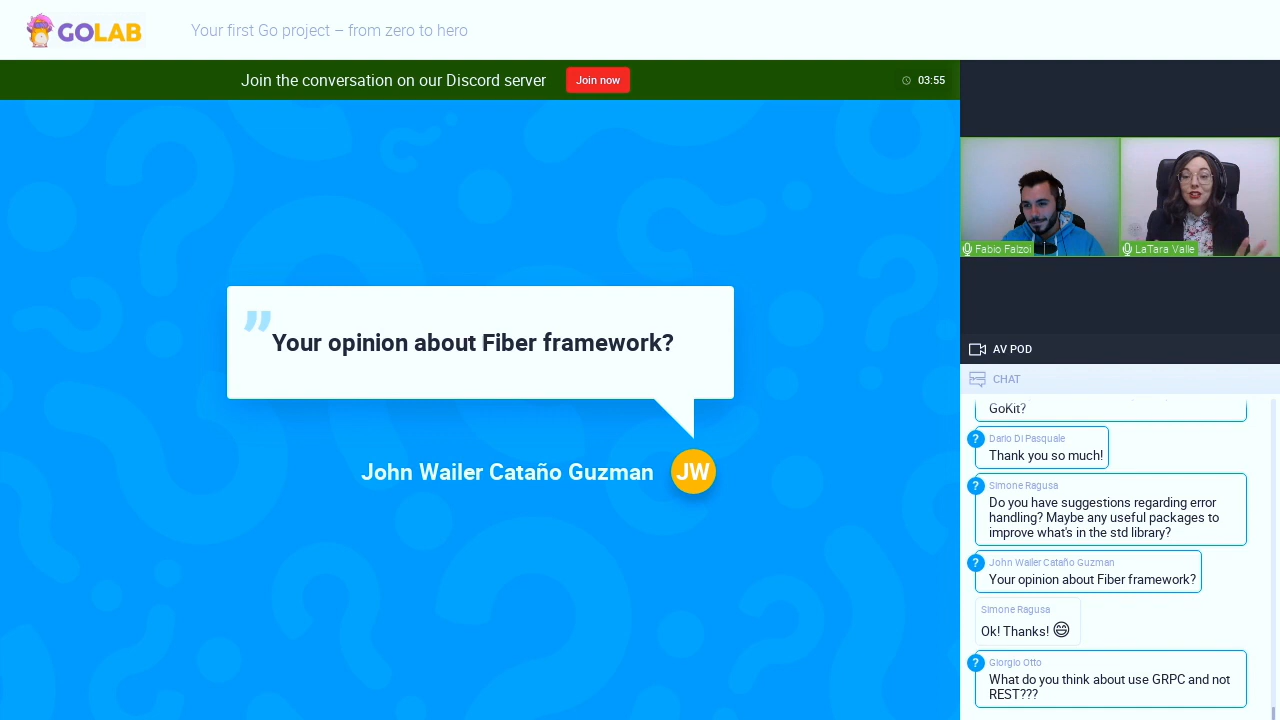 GOLAB
Your first Go project – from zero to hero
Join the conversation on our Discord server
Join now
03:55
Your opinion about Fiber framework?
John Wailer Cataño Guzman
JW
Fabio Falzoi
LaTara Valle
AV POD
CHAT
GoKit?
?
Dario Di Pasquale
Thank you so much!
?
Simone Ragusa
Do you have suggestions regarding error
handling? Maybe any useful packages to
improve what's in the std library?
?
John Wailer Cataño Guzman
Your opinion about Fiber framework?
Simone Ragusa
Ok! Thanks! 😄
?
Giorgio Otto
What do you think about use GRPC and not
REST???